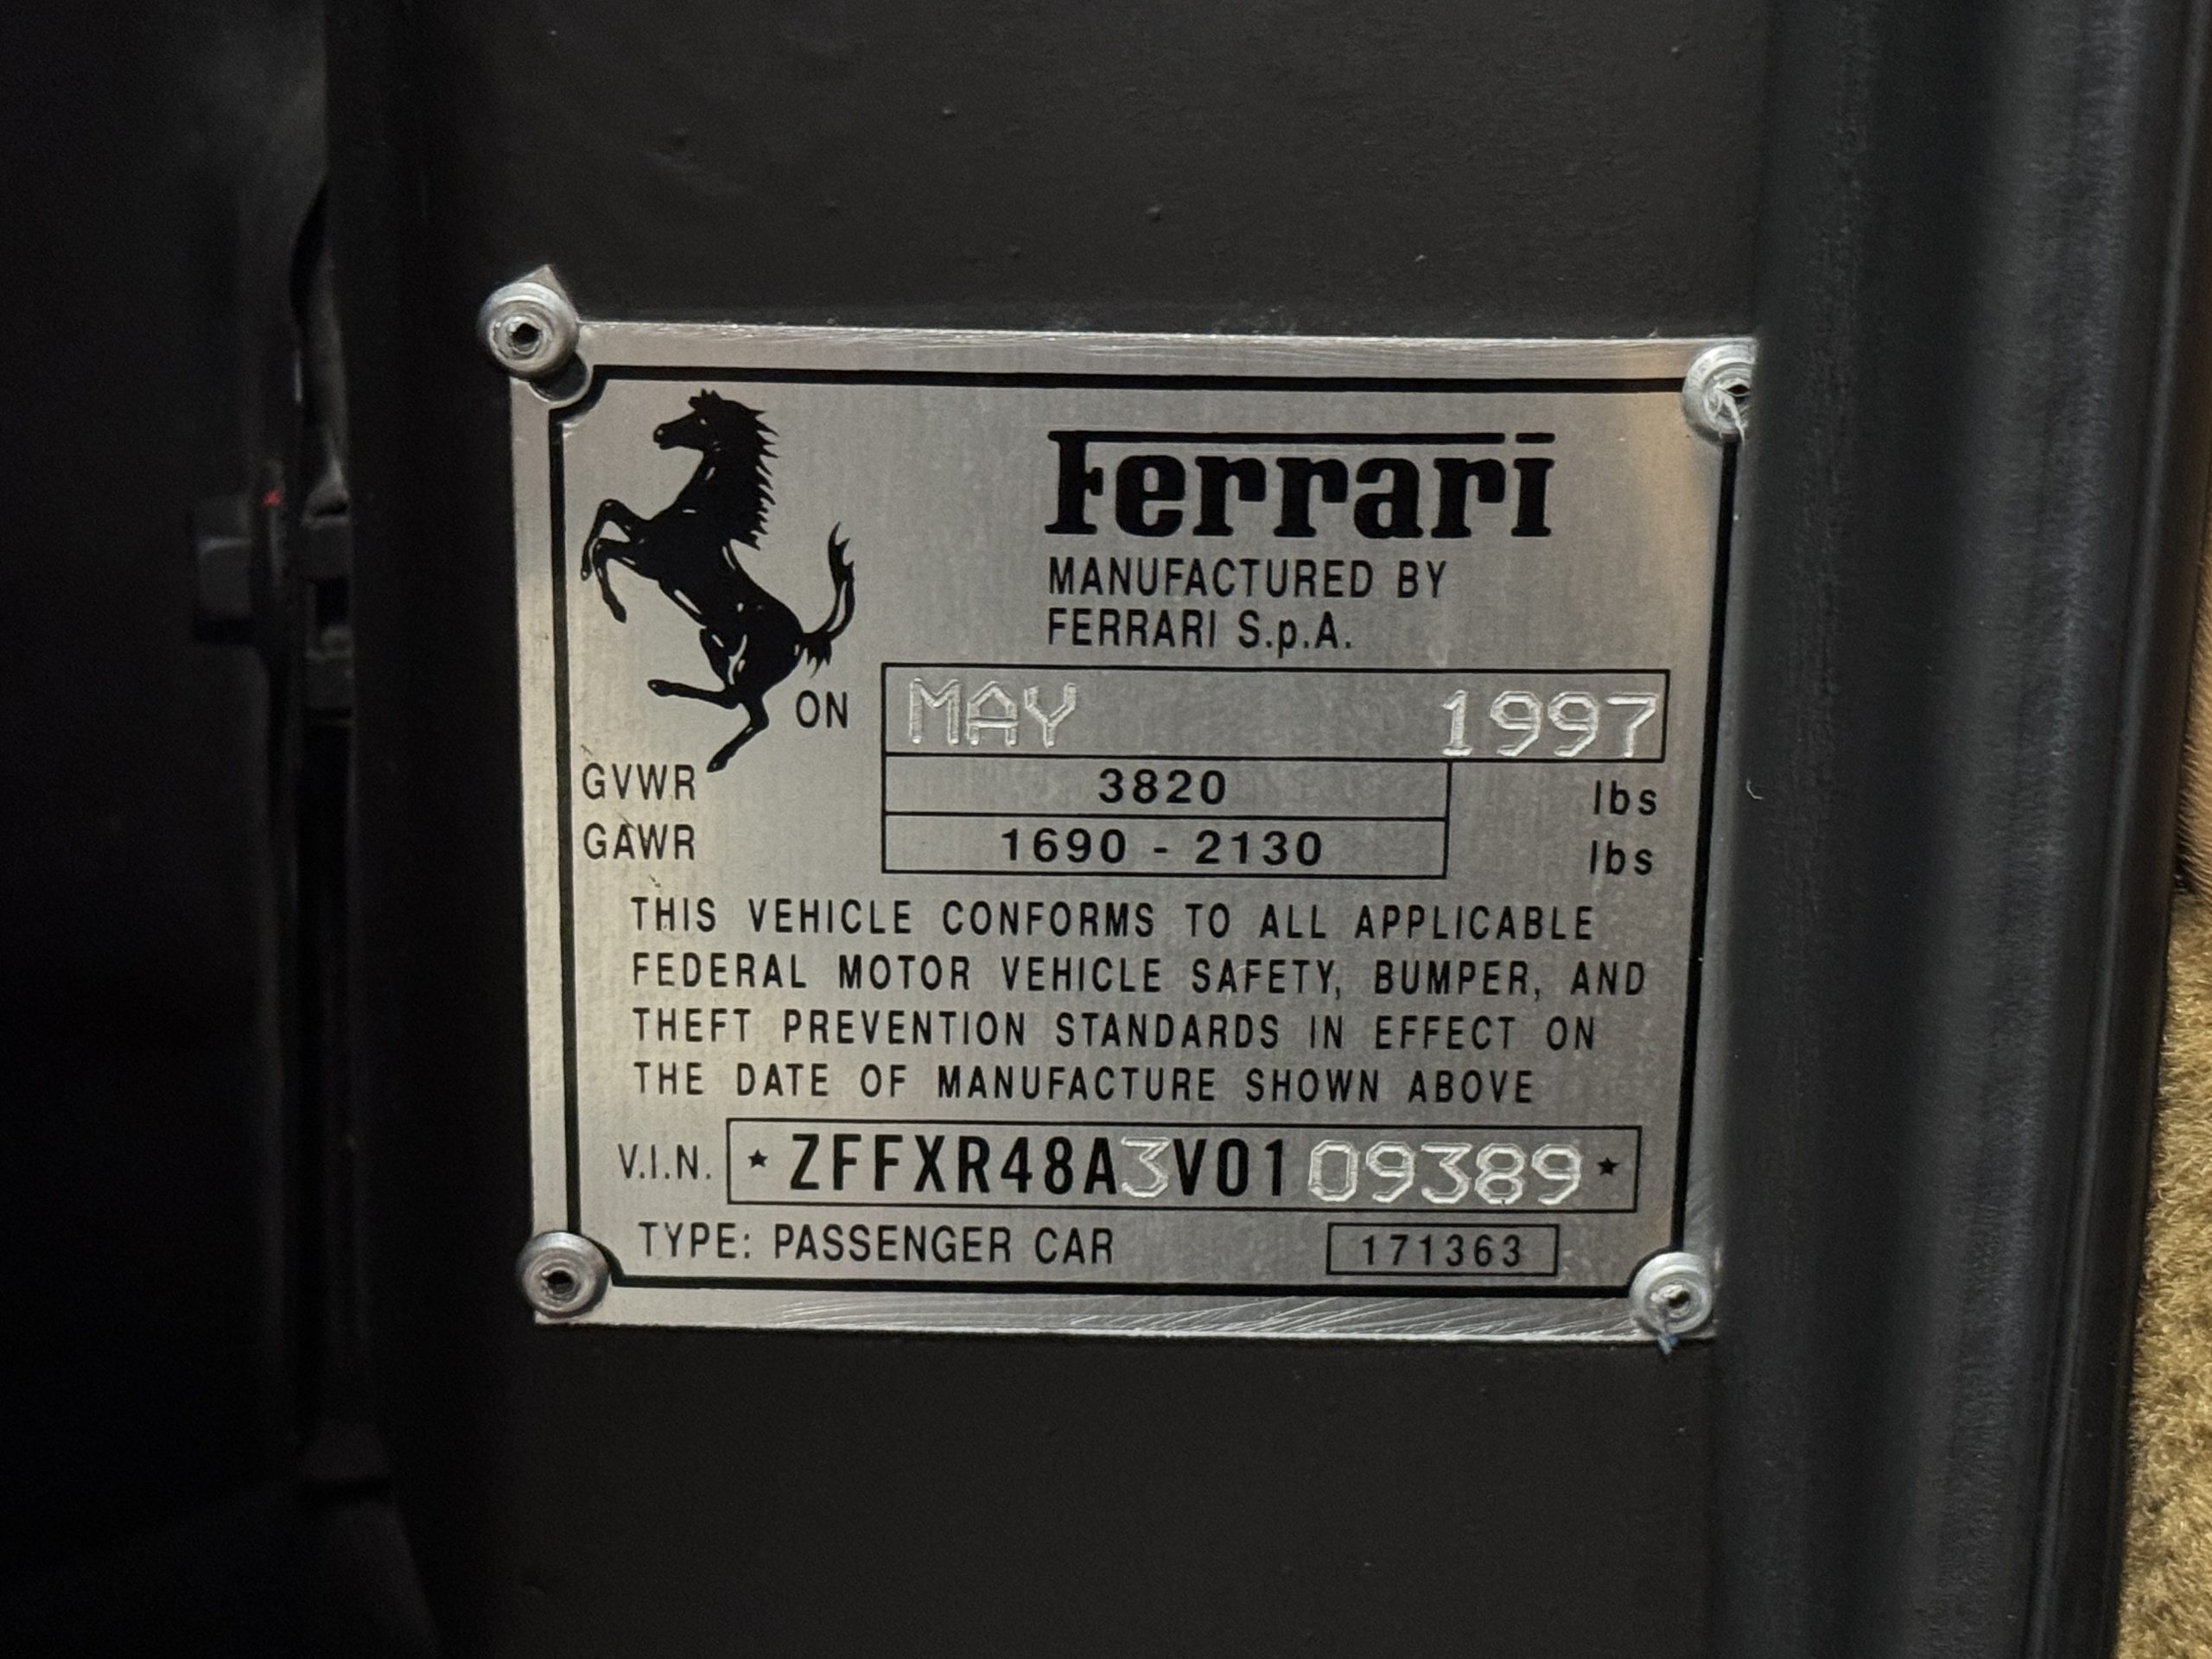 Ferrari
MANUFACTURED BY
FERRARI S.p.A.
ON MAY 1997
GVWR 3820 lbs
GAWR 1690 - 2130 lbs
THIS VEHICLE CONFORMS TO ALL APPLICABLE
FEDERAL MOTOR VEHICLE SAFETY, BUMPER, AND
THEFT PREVENTION STANDARDS IN EFFECT ON
THE DATE OF MANUFACTURE SHOWN ABOVE
V.I.N. ★ ZFFXR48A3V0109389 ★
TYPE: PASSENGER CAR 171363